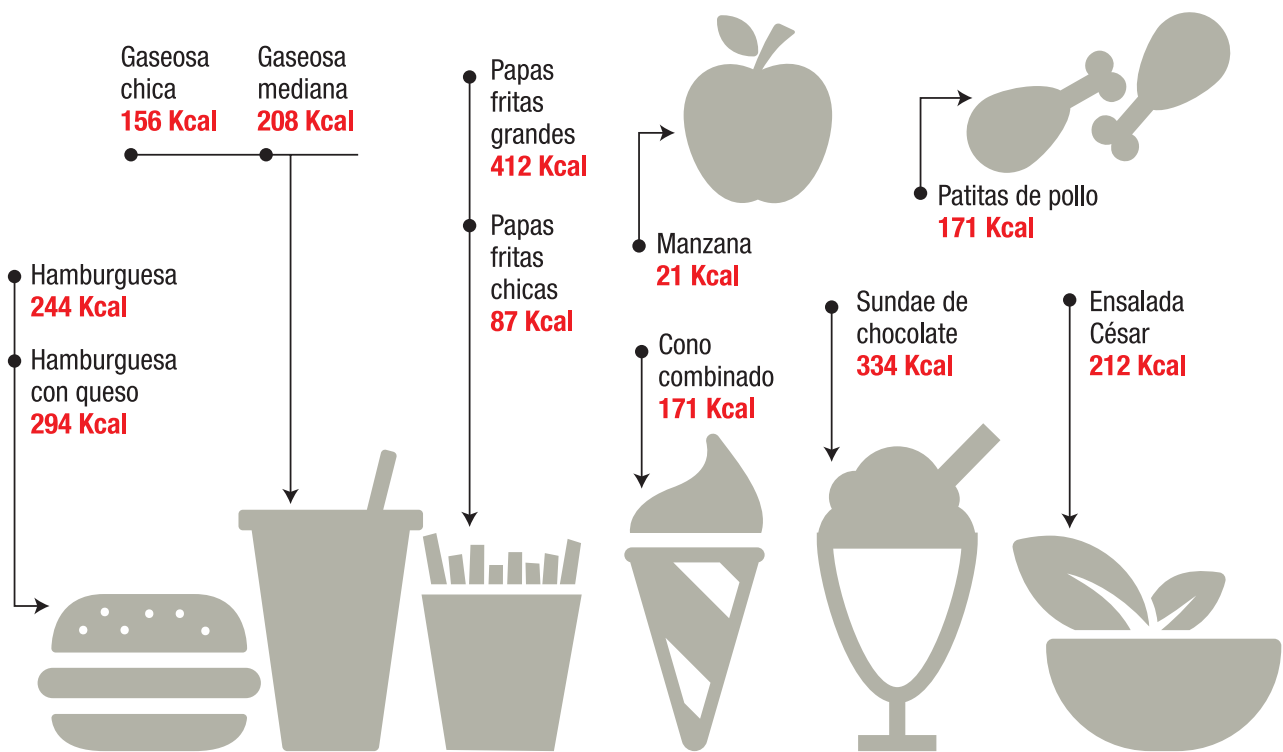 Gaseosa
chica
156 Kcal
Gaseosa
mediana
208 Kcal
Papas
fritas
grandes
412 Kcal
Papas
fritas
chicas
87 Kcal
Manzana
21 Kcal
Patitas de pollo
171 Kcal
Hamburguesa
244 Kcal
Hamburguesa
con queso
294 Kcal
Cono
combinado
171 Kcal
Sundae de
chocolate
334 Kcal
Ensalada
César
212 Kcal